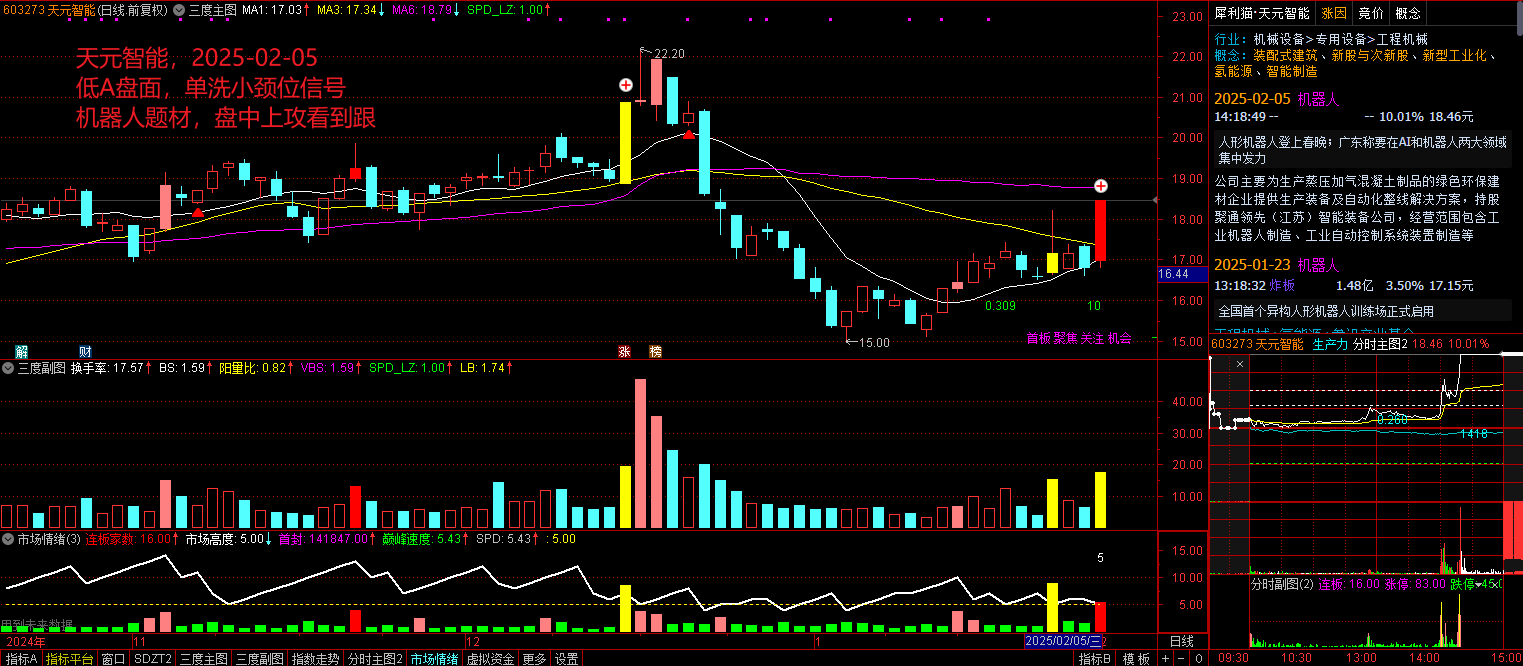 603273 天元智能(日线.前复权) 三度主图 MA1: 17.03↑ MA3: 17.34↓ MA6: 18.79↓ SPD_LZ: 1.00↑
天元智能，2025-02-05
低A盘面，单洗小颈位信号
机器人题材，盘中上攻看到跟
22.20
15.00
0.309
10
首板 聚焦 关注 机会
解
财
涨
榜
23.00
22.00
21.00
20.00
19.00
18.00
17.00
16.44
16.00
15.00
三度副图 换手率: 17.57↑ BS: 1.59↑ 阳量比: 0.82↑ VBS: 1.59↑ SPD_LZ: 1.00↑ LB: 1.74↑
40.00
30.00
20.00
10.00
市场情绪(3) 连板家数: 16.00↑ 市场高度: 5.00↓ 首封: 141847.00↑ 巅峰速度: 5.43↑ SPD: 5.43↑ : 5.00
5
15.00
10.00
5.00
用到未来数据
2024年 11 12 1 2025/02/05/三 2 日线
指标A 指标平台 窗口 SDZT2 三度主图 三度副图 指数走势 分时主图2 市场情绪 虚拟资金 更多 设置 指标B 模板 + - O
犀利猫·天元智能 涨因 竞价 概念
行业: 机械设备>专用设备>工程机械
概念: 装配式建筑、新股与次新股、新型工业化、
氢能源、智能制造
2025-02-05 机器人
14:18:49 -- -- 10.01% 18.46元
人形机器人登上春晚；广东称要在AI和机器人两大领域
集中发力
公司主要为生产蒸压加气混凝土制品的绿色环保建
材企业提供生产装备及自动化整线解决方案，持股
聚通领先（江苏）智能装备公司，经营范围包含工
业机器人制造、工业自动控制系统装置制造等
2025-01-23 机器人
13:18:32 炸板 1.48亿 3.50% 17.15元
全国首个异构人形机器人训练场正式启用
603273 天元智能 生产力 分时主图2 18.46 10.01%
×
0.260
1418
分时副图(2) 连板: 16.00 涨停: 83.00 跌停
09:30 10:30 13:00 14:00 15:00